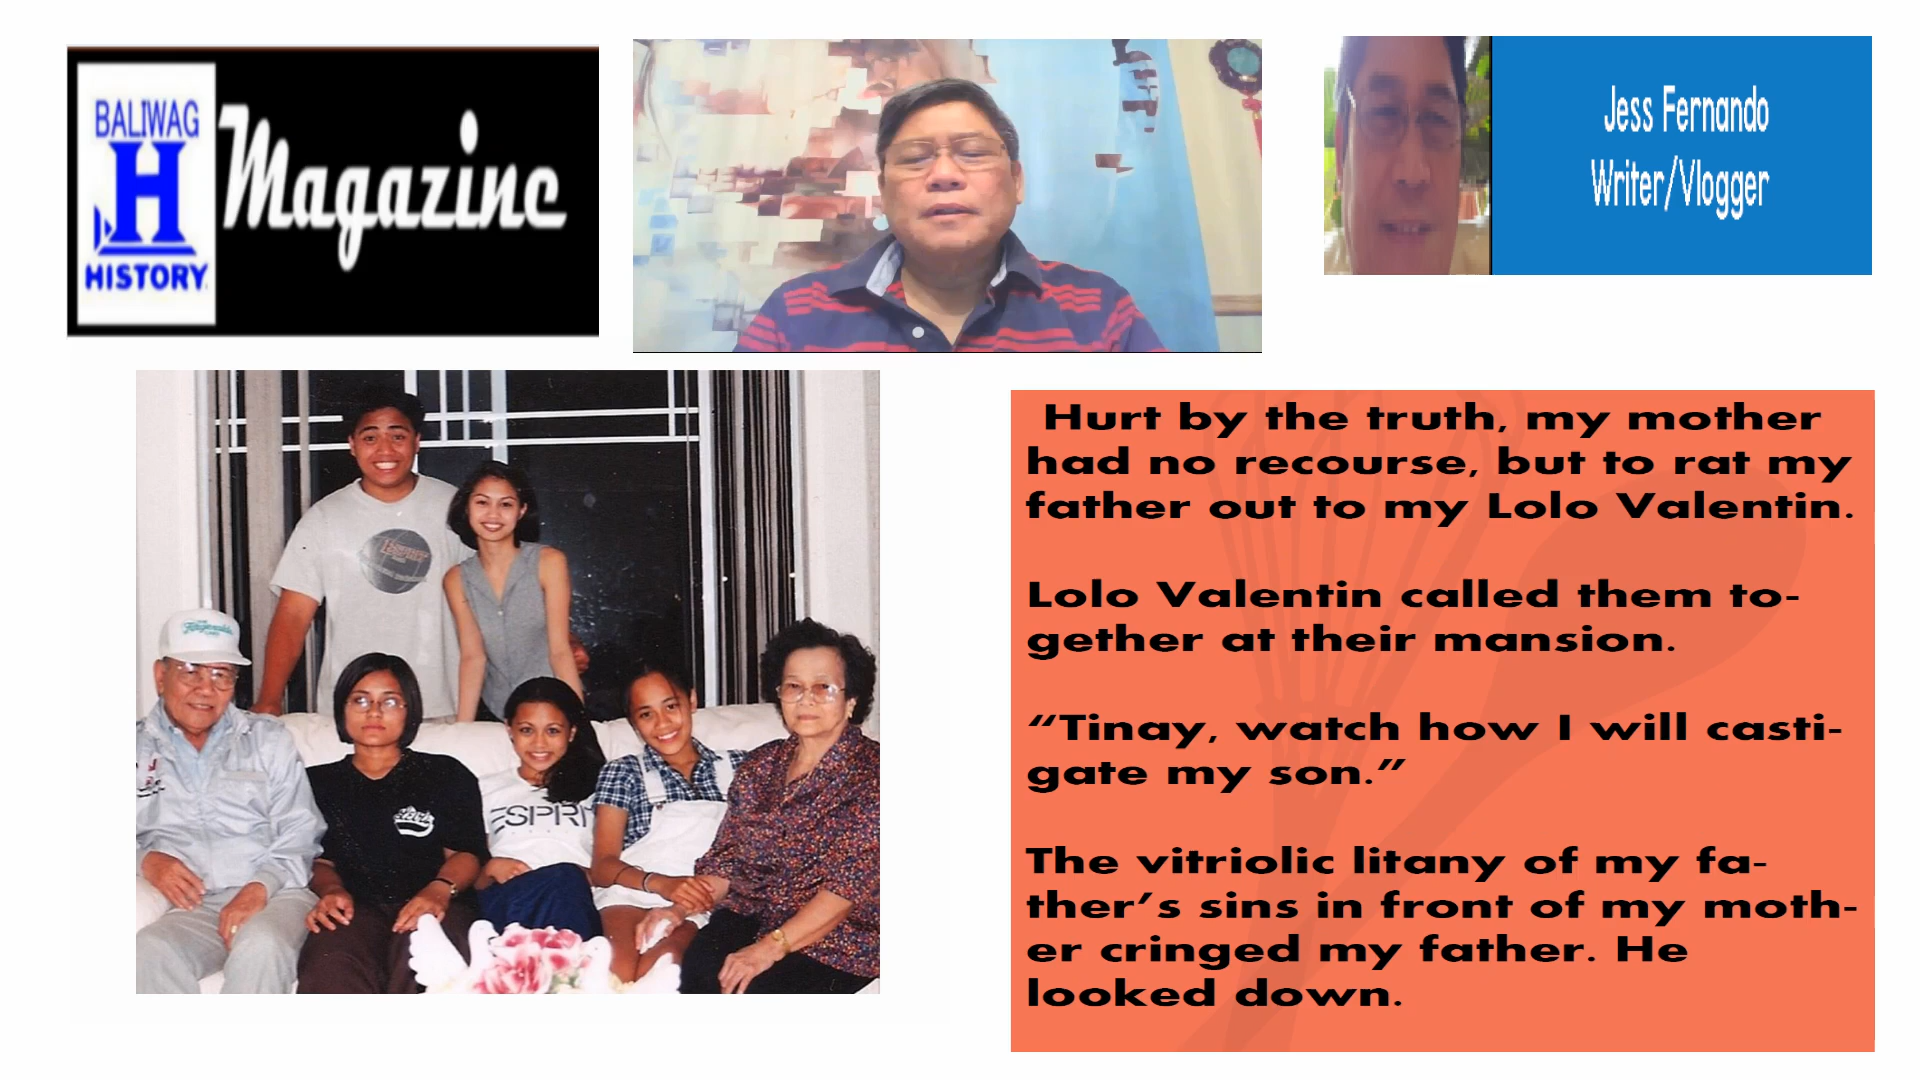 BALIWAG
H
HISTORY
Magazine
Jess Fernando
Writer/Vlogger
ESPRI
Hurt by the truth, my mother
had no recourse, but to rat my
father out to my Lolo Valentin.
Lolo Valentin called them to-
gether at their mansion.
“Tinay, watch how I will casti-
gate my son.”
The vitriolic litany of my fa-
ther’s sins in front of my moth-
er cringed my father. He
looked down.